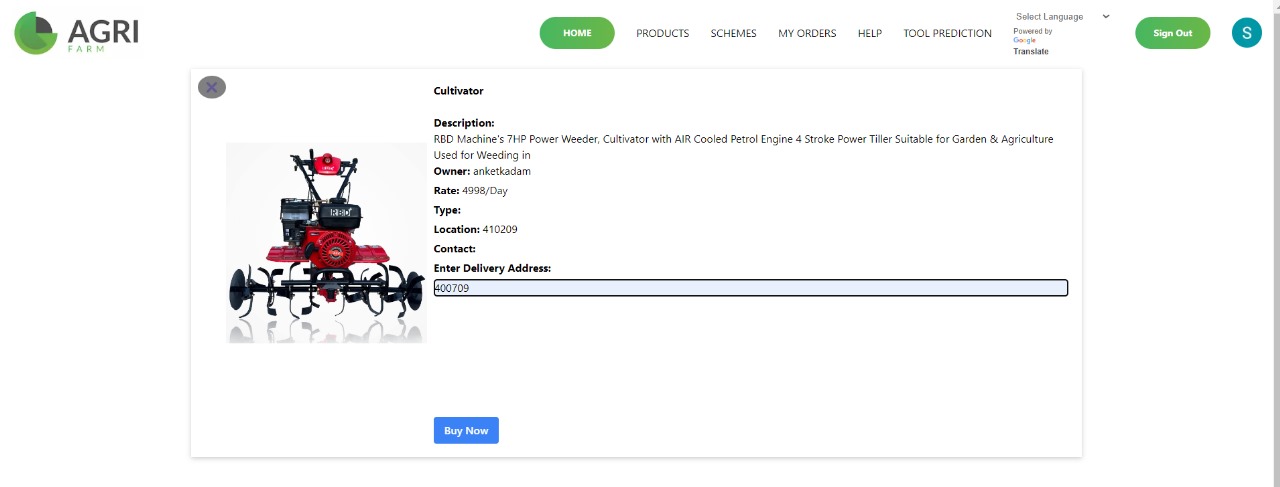 AGRI
FARM
HOME
PRODUCTS
SCHEMES
MY ORDERS
HELP
TOOL PREDICTION
Select Language
Powered by
Google
Translate
Sign Out
S
Cultivator
Description:
RBD Machine's 7HP Power Weeder, Cultivator with AIR Cooled Petrol Engine 4 Stroke Power Tiller Suitable for Garden & Agriculture
Used for Weeding in
Owner: anketkadam
Rate: 4998/Day
Type:
Location: 410209
Contact:
Enter Delivery Address:
400709
RBD
Buy Now